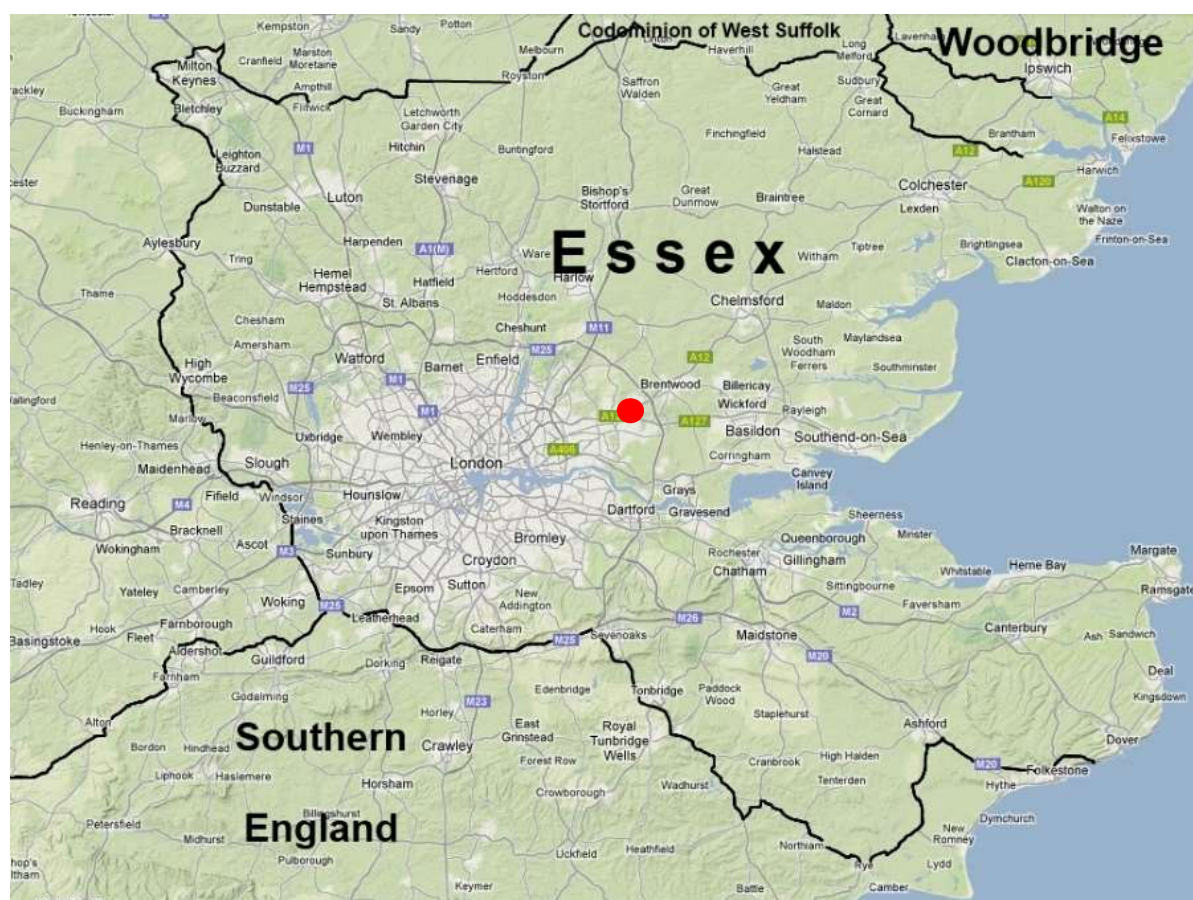 Kempston
Sandy
Potton
Codominion of West Suffolk
Linton
Haverhill
Long
Melford
Lavenham
Woodbridge
Ipswich
Milton
Keynes
Cranfield
Marston
Moretaine
Ampthill
Flitwick
Melbourn
Royston
Saffron
Walden
Great
Yeldham
Sudbury
Great
Cornard
A14
Felixstowe
Brantham
Buckingham
Bletchley
Letchworth
Garden City
Finchingfield
Halstead
A12
Harwich
A120
M1
Hitchin
Buntingford
Leighton
Buzzard
Stevenage
Luton
Dunstable
Bishop's
Stortford
Great
Dunmow
Braintree
Colchester
Lexden
Walton on
the Naze
Frinton-on-Sea
Clacton-on-Sea
Brightlingsea
Aylesbury
Tring
Harpenden
A1(M)
Ware
Essex
Harlow
Tiptree
Witham
Thame
Hemel
Hempstead
Hatfield
Hertford
St. Albans
Hoddesdon
Chelmsford
Maldon
Chesham
Amersham
Cheshunt
M11
M25
Watford
Barnet
Enfield
A12
South
Woodham
Ferrers
Maylandsea
Southminster
High
Wycombe
Beaconsfield
M25
M1
M1
Brentwood
Billericay
Wickford
Rayleigh
A127
Basildon
Southend-on-Sea
Marlow
Henley-on-Thames
Uxbridge
Wembley
A406
Corringham
Canvey
Island
London
Maidenhead
Slough
Reading
M4
Fifield
Windsor
Hounslow
Grays
Dartford
Gravesend
Sheerness
Minster
Bracknell
Staines
Kingston
upon Thames
Bromley
Queenborough
Wokingham
Ascot
M3
Sunbury
Croydon
Rochester
Chatham
Gillingham
Margate
Herne Bay
Whitstable
Ramsgate
Tadley
Yateley
Camberley
Epsom
Sutton
New
Addington
Sittingbourne
Faversham
M2
Woking
M25
Leatherhead
Caterham
M25
Sevenoaks
M26
Maidstone
M20
Canterbury
Ash
Sandwich
Deal
Kingsdown
Basingstoke
Hook
Fleet
Farnborough
Aldershot
Farnham
Guildford
Dorking
Reigate
Godalming
Edenbridge
Tonbridge
Paddock
Wood
Staplehurst
Alton
Horley
M23
East
Grinstead
Royal
Tunbridge
Wells
Ashford
Dover
Bordon
Hindhead
Southern
Crawley
Forest Row
Cranbrook
High Halden
M20
Folkestone
Liphook
Haslemere
Horsham
Crowborough
Wadhurst
Tenterden
Hythe
Petersfield
Billingshurst
England
Dymchurch
Midhurst
Pulborough
Uckfield
Heathfield
Northiam
Rye
New
Romney
Lydd
Keymer
Battle
Camber